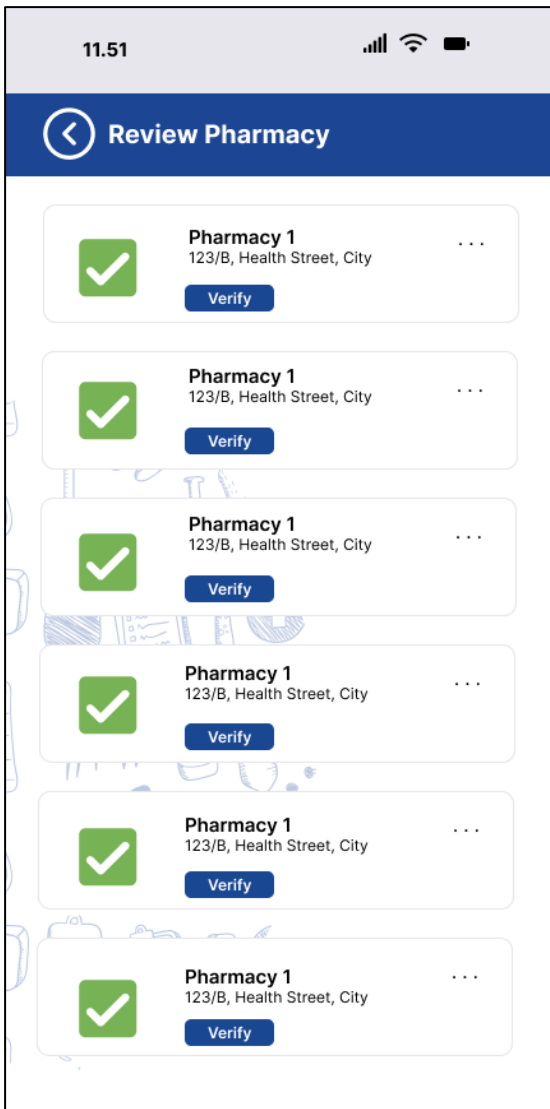 11.51
Review Pharmacy
Pharmacy 1
123/B, Health Street, City
...
Verify
Pharmacy 1
123/B, Health Street, City
...
Verify
Pharmacy 1
123/B, Health Street, City
...
Verify
Pharmacy 1
123/B, Health Street, City
...
Verify
Pharmacy 1
123/B, Health Street, City
...
Verify
Pharmacy 1
123/B, Health Street, City
...
Verify